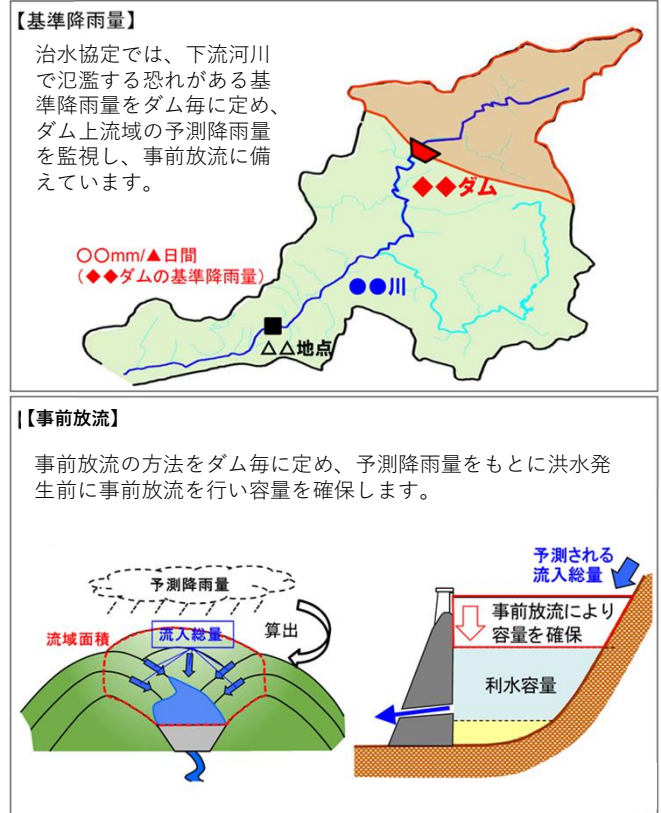 【基準降雨量】
治水協定では、下流河川
で氾濫する恐れがある基
準降雨量をダム毎に定め、
ダム上流域の予測降雨量
を監視し、事前放流に備
えています。
◆◆ダム
〇〇mm/▲日間
(◆◆ダムの基準降雨量)
●●川
△△地点
【事前放流】
事前放流の方法をダム毎に定め、予測降雨量をもとに洪水発
生前に事前放流を行い容量を確保します。
予測降雨量
流域面積
流入総量
算出
予測される
流入総量
事前放流により
容量を確保
利水容量